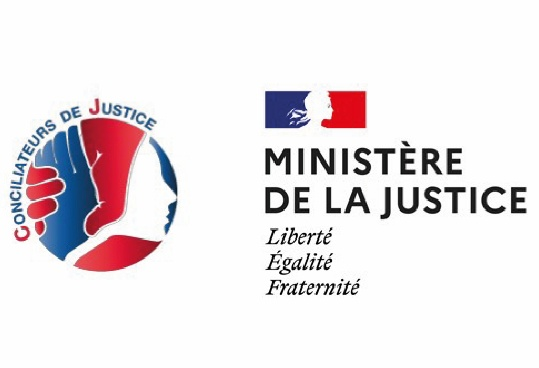 CONCILIATEURS DE JUSTICE
MINISTÈRE
DE LA JUSTICE
Liberté
Égalité
Fraternité